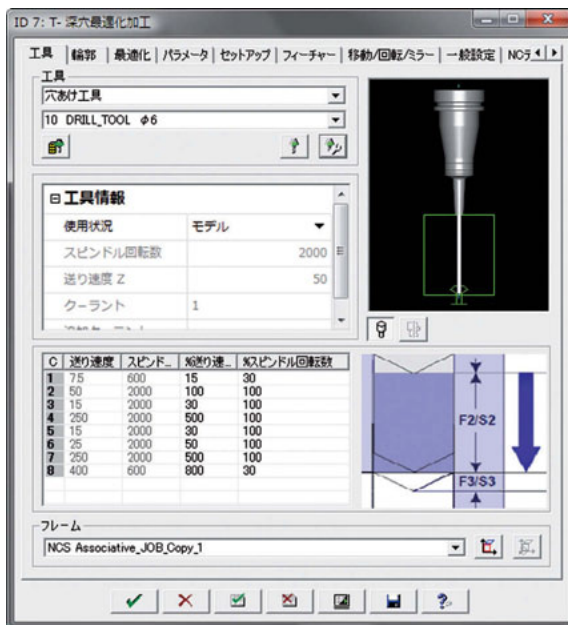 ID 7: T- 深穴最適化加工
工具 輪郭 最適化 パラメータ セットアップ フィーチャー 移動/回転/ミラー 一般設定 NCデ
工具
穴あけ工具
10 DRILL_TOOL φ6
工具情報
使用状況 モデル
スピンドル回転数 2000
送り速度 Z 50
クーラント 1
C 送り速度 スピンド... %送り速... %スピンドル回転数
1 7.5 600 15 30
2 50 2000 100 100
3 15 2000 30 100
4 250 2000 500 100
5 15 2000 30 100
6 25 2000 50 100
7 250 2000 500 100
8 400 600 800 30
F2/S2
F3/S3
フレーム
NCS Associative_JOB_Copy_1